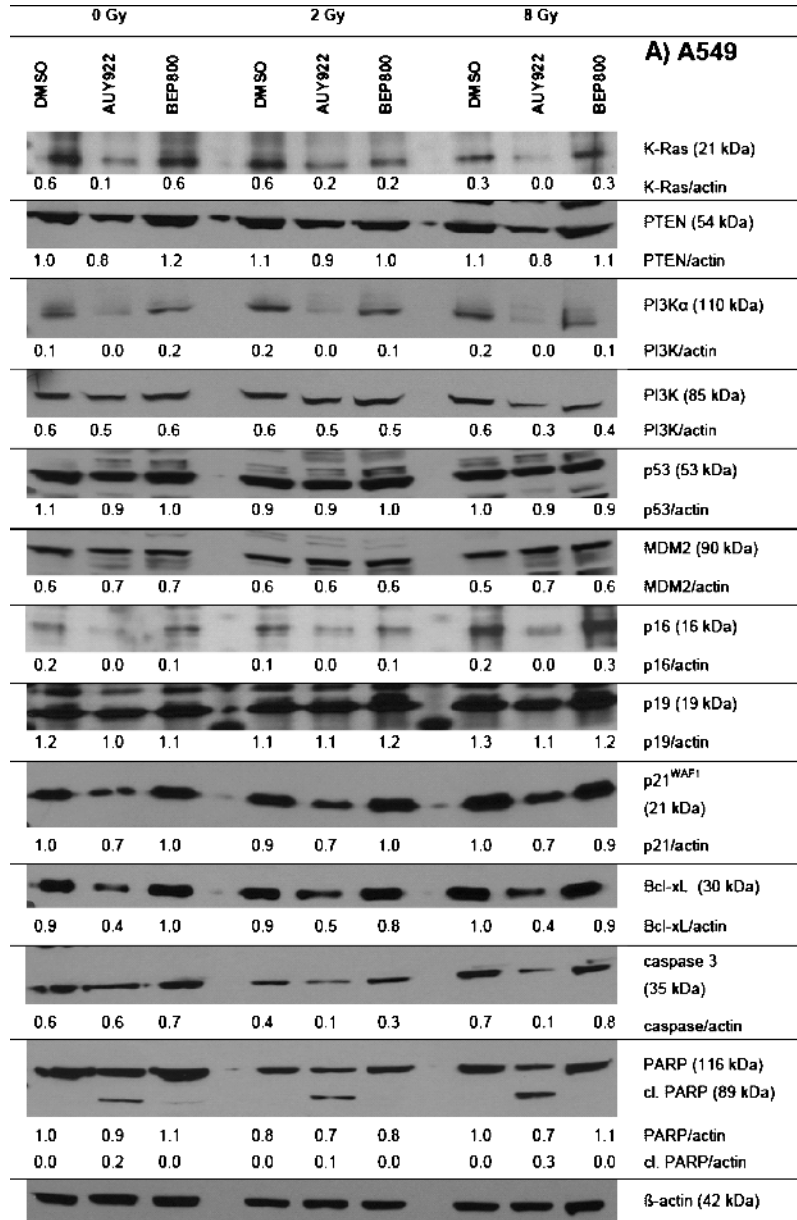 0 Gy 2 Gy 8 Gy
A) A549
DMSO AUY922 BEP800 DMSO AUY922 BEP800 DMSO AUY922 BEP800
K-Ras (21 kDa)
0.6 0.1 0.6 0.6 0.2 0.2 0.3 0.0 0.3 K-Ras/actin
PTEN (54 kDa)
1.0 0.8 1.2 1.1 0.9 1.0 1.1 0.8 1.1 PTEN/actin
PI3Kα (110 kDa)
0.1 0.0 0.2 0.2 0.0 0.1 0.2 0.0 0.1 PI3K/actin
PI3K (85 kDa)
0.6 0.5 0.6 0.6 0.5 0.5 0.6 0.3 0.4 PI3K/actin
p53 (53 kDa)
1.1 0.9 1.0 0.9 0.9 1.0 1.0 0.9 0.9 p53/actin
MDM2 (90 kDa)
0.6 0.7 0.7 0.6 0.6 0.6 0.5 0.7 0.6 MDM2/actin
p16 (16 kDa)
0.2 0.0 0.1 0.1 0.0 0.1 0.2 0.0 0.3 p16/actin
p19 (19 kDa)
1.2 1.0 1.1 1.1 1.1 1.2 1.3 1.1 1.2 p19/actin
p21WAF1
(21 kDa)
1.0 0.7 1.0 0.9 0.7 1.0 1.0 0.7 0.9 p21/actin
Bcl-xL (30 kDa)
0.9 0.4 1.0 0.9 0.5 0.8 1.0 0.4 0.9 Bcl-xL/actin
caspase 3
(35 kDa)
0.6 0.6 0.7 0.4 0.1 0.3 0.7 0.1 0.8 caspase/actin
PARP (116 kDa)
cl. PARP (89 kDa)
1.0 0.9 1.1 0.8 0.7 0.8 1.0 0.7 1.1 PARP/actin
0.0 0.2 0.0 0.0 0.1 0.0 0.0 0.3 0.0 cl. PARP/actin
ß-actin (42 kDa)